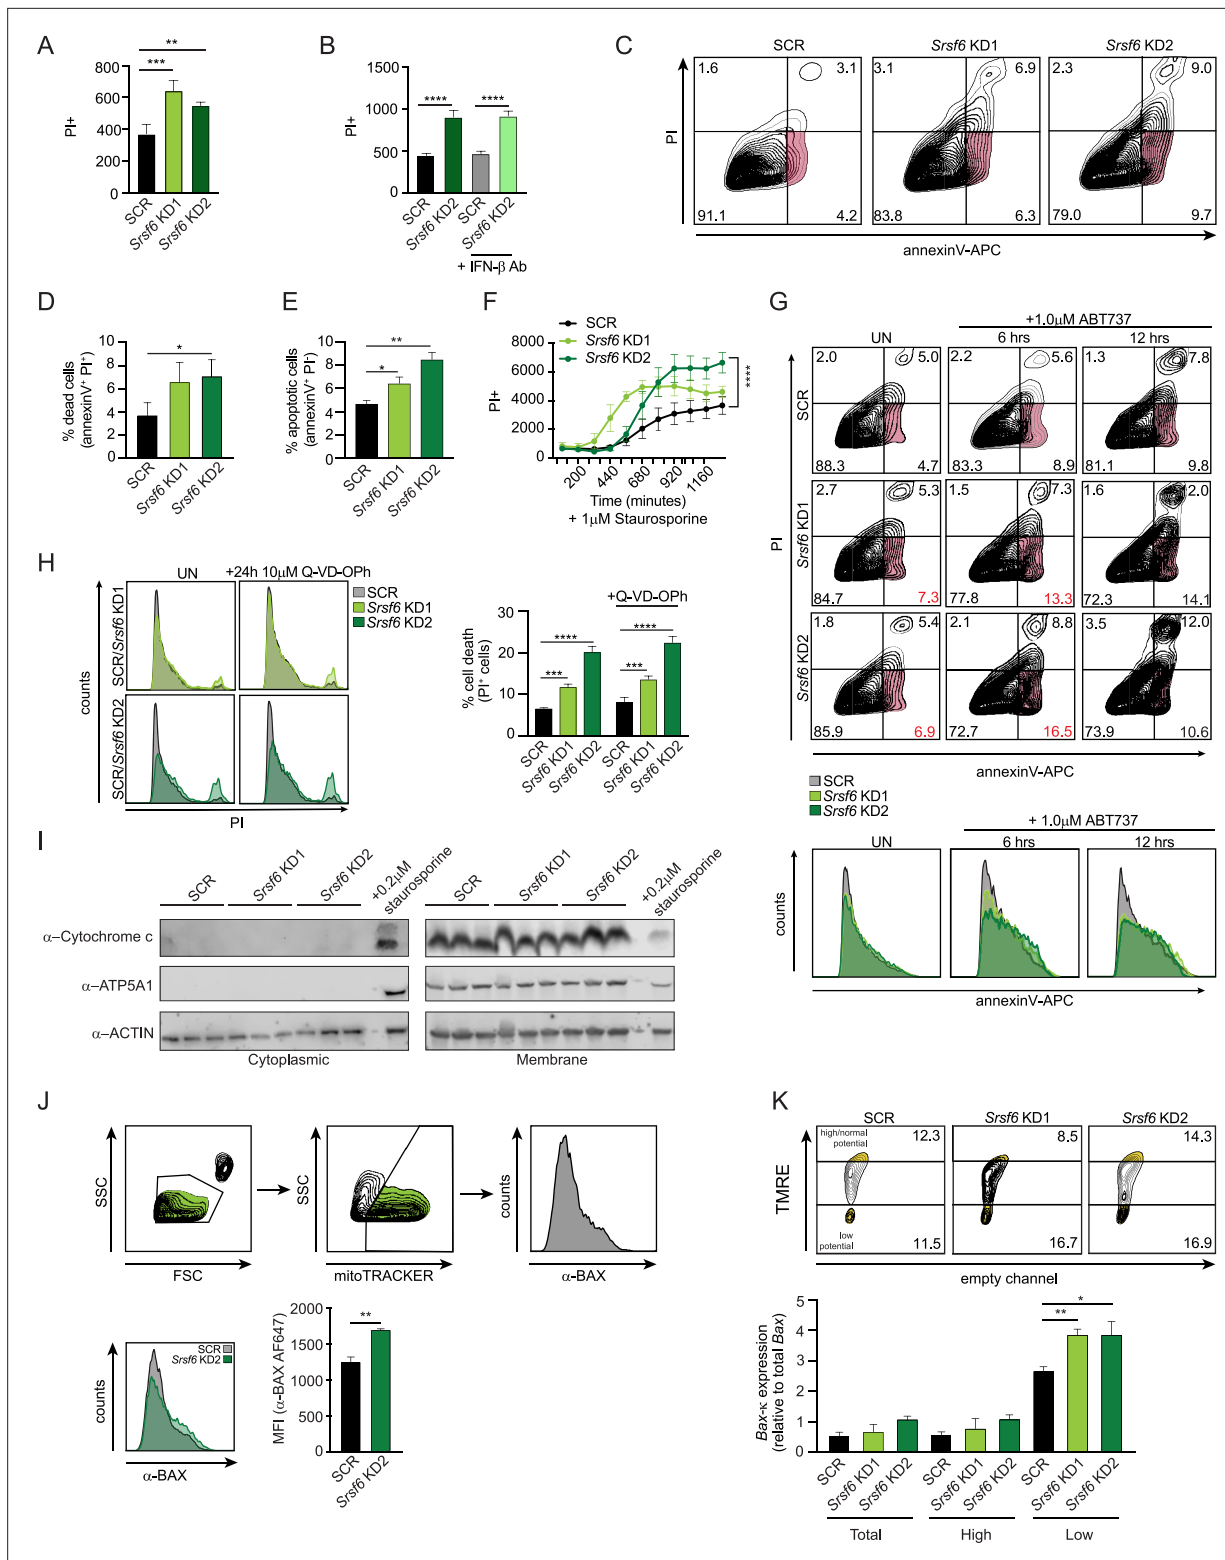 A
**
***
800
600
400
200
0
PI+
SCR
Srsf6 KD1
Srsf6 KD2
B
1500
1000
500
0
PI+
****
****
SCR
Srsf6 KD2
SCR
Srsf6 KD2
+ IFN-β Ab
C
SCR
Srsf6 KD1
Srsf6 KD2
1.6
3.1
3.1
6.9
2.3
9.0
PI
91.1
4.2
83.8
6.3
79.0
9.7
annexinV-APC
D
10
8
6
4
2
0
% dead cells
(annexinV⁺ PI⁺)
*
SCR
Srsf6 KD1
Srsf6 KD2
E
10
8
6
4
2
0
% apoptotic cells
(annexinV⁺ PI⁻)
**
*
SCR
Srsf6 KD1
Srsf6 KD2
F
SCR
Srsf6 KD1
Srsf6 KD2
8000
6000
4000
2000
0
PI+
****
200
440
680
920
1160
Time (minutes)
+ 1μM Staurosporine
G
+1.0μM ABT737
UN
6 hrs
12 hrs
SCR
2.0
5.0
2.2
5.6
1.3
7.8
88.3
4.7
83.3
8.9
81.1
9.8
Srsf6 KD1
2.7
5.3
1.5
7.3
1.6
12.0
84.7
7.3
77.8
13.3
72.3
14.1
PI
Srsf6 KD2
1.8
5.4
2.1
8.8
3.5
12.0
85.9
6.9
72.7
16.5
73.9
10.6
annexinV-APC
SCR
Srsf6 KD1
Srsf6 KD2
+ 1.0μM ABT737
UN
6 hrs
12 hrs
counts
annexinV-APC
H
UN
+24h 10μM Q-VD-OPh
SCR
Srsf6 KD1
Srsf6 KD2
SCR/Srsf6 KD1
SCR/Srsf6 KD2
counts
PI
+Q-VD-OPh
30
20
10
0
% cell death
(PI⁺ cells)
****
***
****
***
SCR
Srsf6 KD1
Srsf6 KD2
SCR
Srsf6 KD1
Srsf6 KD2
I
SCR
Srsf6 KD1
Srsf6 KD2
+0.2μM
staurosporine
SCR
Srsf6 KD1
Srsf6 KD2
+0.2μM
staurosporine
α–Cytochrome c
α–ATP5A1
α–ACTIN
Cytoplasmic
Membrane
J
SSC
FSC
SSC
mitoTRACKER
counts
α-BAX
SCR
Srsf6 KD2
counts
α-BAX
2000
1500
1000
500
0
MFI (α-BAX AF647)
**
SCR
Srsf6 KD2
K
SCR
Srsf6 KD1
Srsf6 KD2
high/normal
potential
12.3
8.5
14.3
TMRE
low
potential
11.5
16.7
16.9
empty channel
5
4
3
2
1
0
Bax-κ expression
(relative to total Bax)
*
**
SCR
Srsf6 KD1
Srsf6 KD2
SCR
Srsf6 KD1
Srsf6 KD2
SCR
Srsf6 KD1
Srsf6 KD2
Total
High
Low